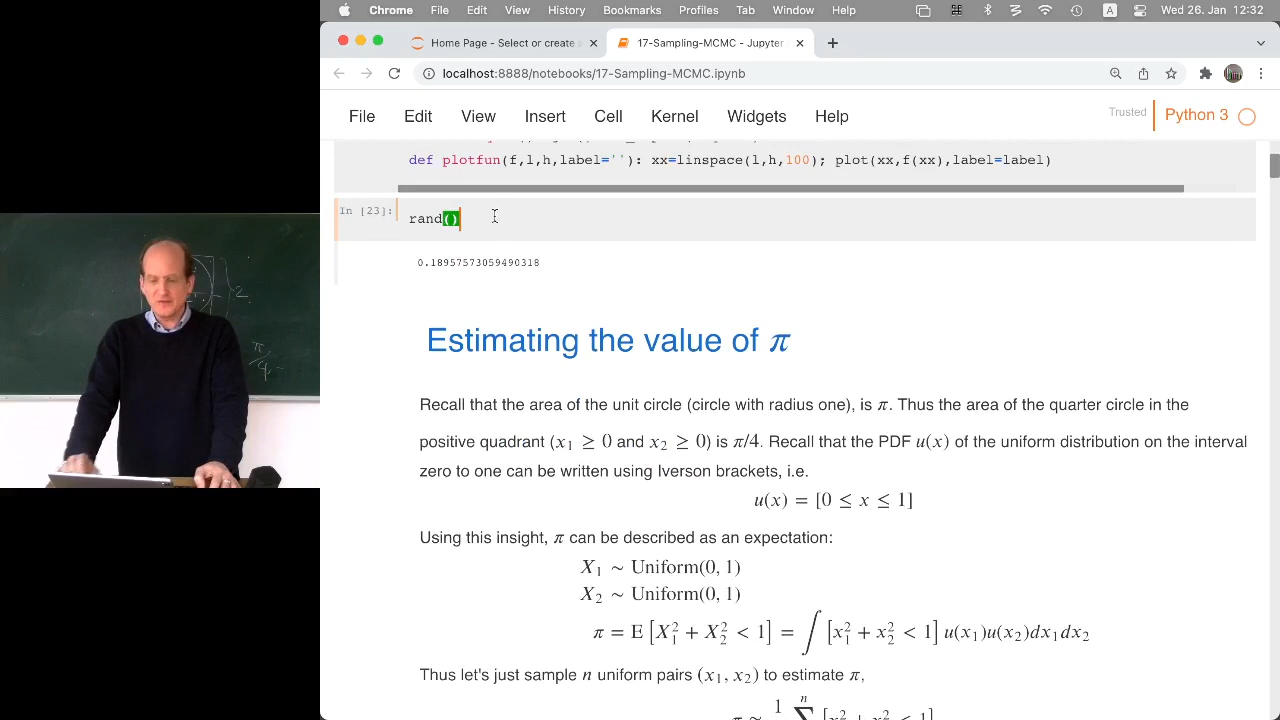 Chrome File Edit View History Bookmarks Profiles Tab Window Help A Wed 26. Jan 12:32
Home Page - Select or create 17-Sampling-MCMC - Jupyter
localhost:8888/notebooks/17-Sampling-MCMC.ipynb
File Edit View Insert Cell Kernel Widgets Help Trusted Python 3
def plotfun(f,l,h,label=''): xx=linspace(l,h,100); plot(xx,f(xx),label=label)
In [23]: rand()
0.18957573059490318
Estimating the value of π
Recall that the area of the unit circle (circle with radius one), is π. Thus the area of the quarter circle in the
positive quadrant (x₁ ≥ 0 and x₂ ≥ 0) is π/4. Recall that the PDF u(x) of the uniform distribution on the interval
zero to one can be written using Iverson brackets, i.e.
u(x) = [0 ≤ x ≤ 1]
Using this insight, π can be described as an expectation:
X₁ ∼ Uniform(0, 1)
X₂ ∼ Uniform(0, 1)
π = E [X₁² + X₂² < 1] = ∫ [x₁² + x₂² < 1] u(x₁)u(x₂)dx₁dx₂
Thus let's just sample n uniform pairs (x₁, x₂) to estimate π,
2
π/4